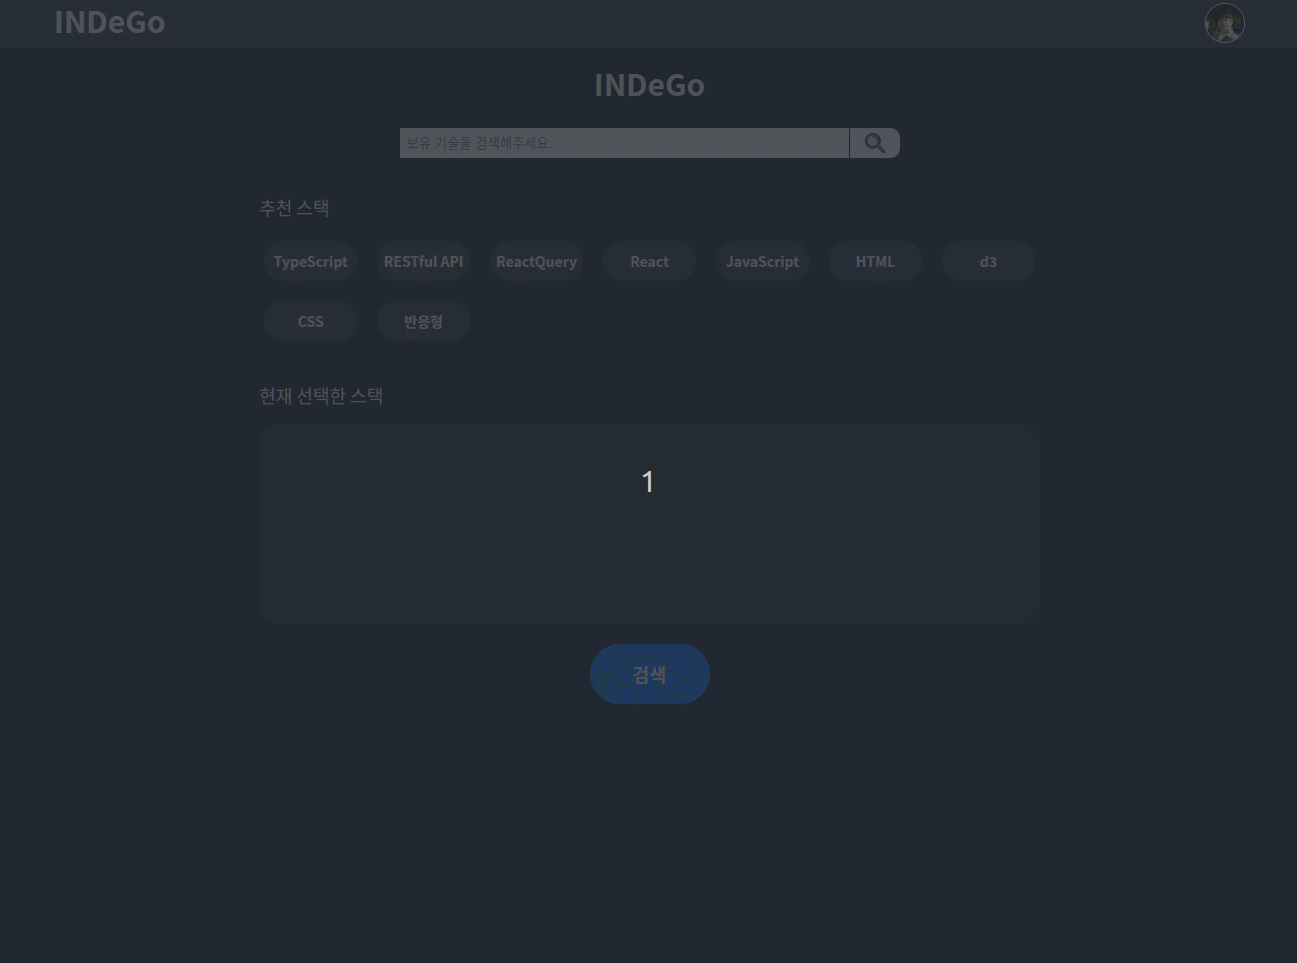 INDeGo
INDeGo
보유 기술을 검색해주세요.
추천 스택
TypeScript RESTful API ReactQuery React JavaScript HTML d3
CSS 반응형
현재 선택한 스택
1
검색